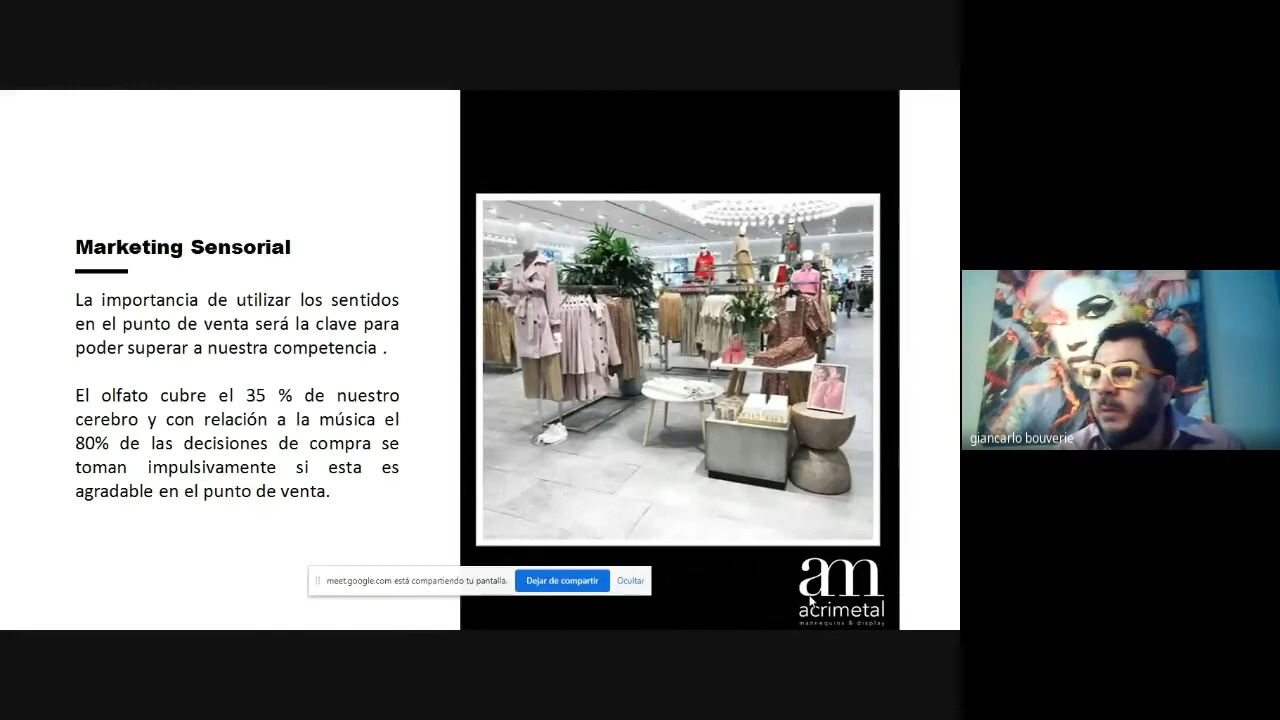 Marketing Sensorial
La importancia de utilizar los sentidos
en el punto de venta será la clave para
poder superar a nuestra competencia .
El olfato cubre el 35 % de nuestro
cerebro y con relación a la música el
80% de las decisiones de compra se
toman impulsivamente si esta es
agradable en el punto de venta.
meet.google.com está compartiendo tu pantalla.
Dejar de compartir
Ocultar
am
acrimetal
mannequins & display
giancarlo bouverie